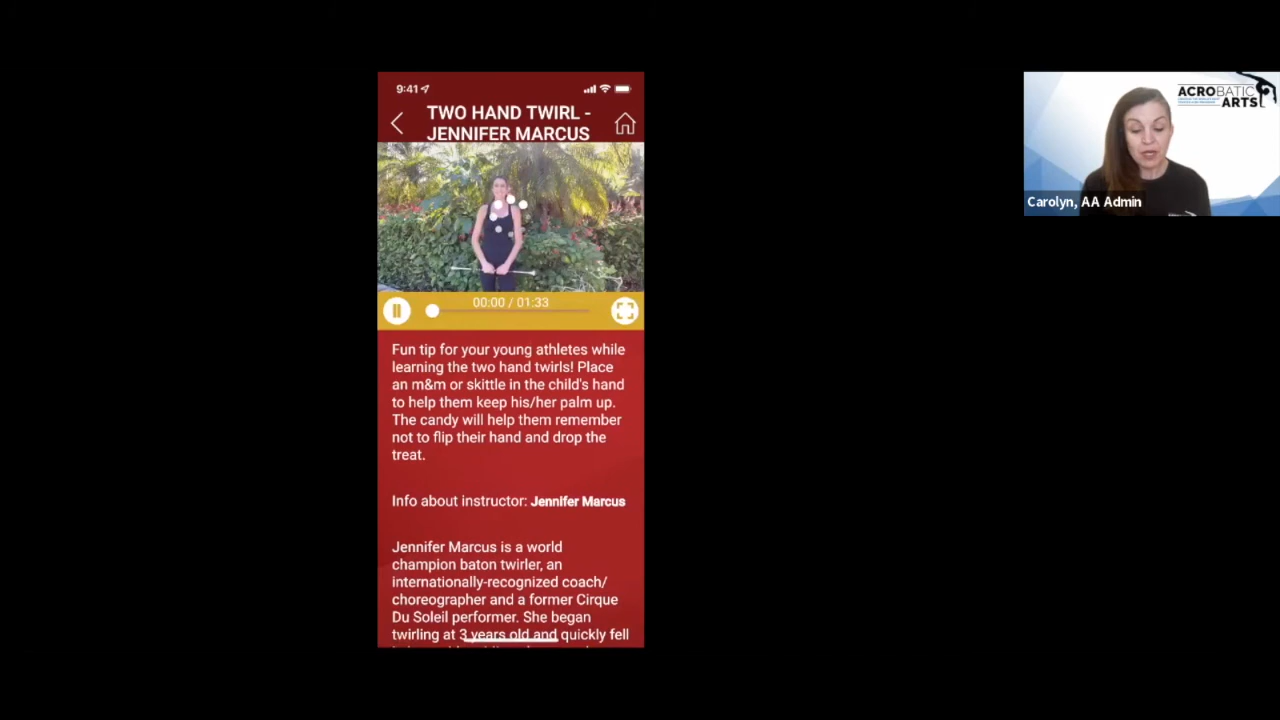 9:41
TWO HAND TWIRL -
JENNIFER MARCUS
00:00 / 01:33
Fun tip for your young athletes while
learning the two hand twirls! Place
an m&m or skittle in the child's hand
to help them keep his/her palm up.
The candy will help them remember
not to flip their hand and drop the
treat.
Info about instructor: Jennifer Marcus
Jennifer Marcus is a world
champion baton twirler, an
internationally-recognized coach/
choreographer and a former Cirque
Du Soleil performer. She began
twirling at 3 years old and quickly fell
ACROBATIC
ARTS
Carolyn, AA Admin